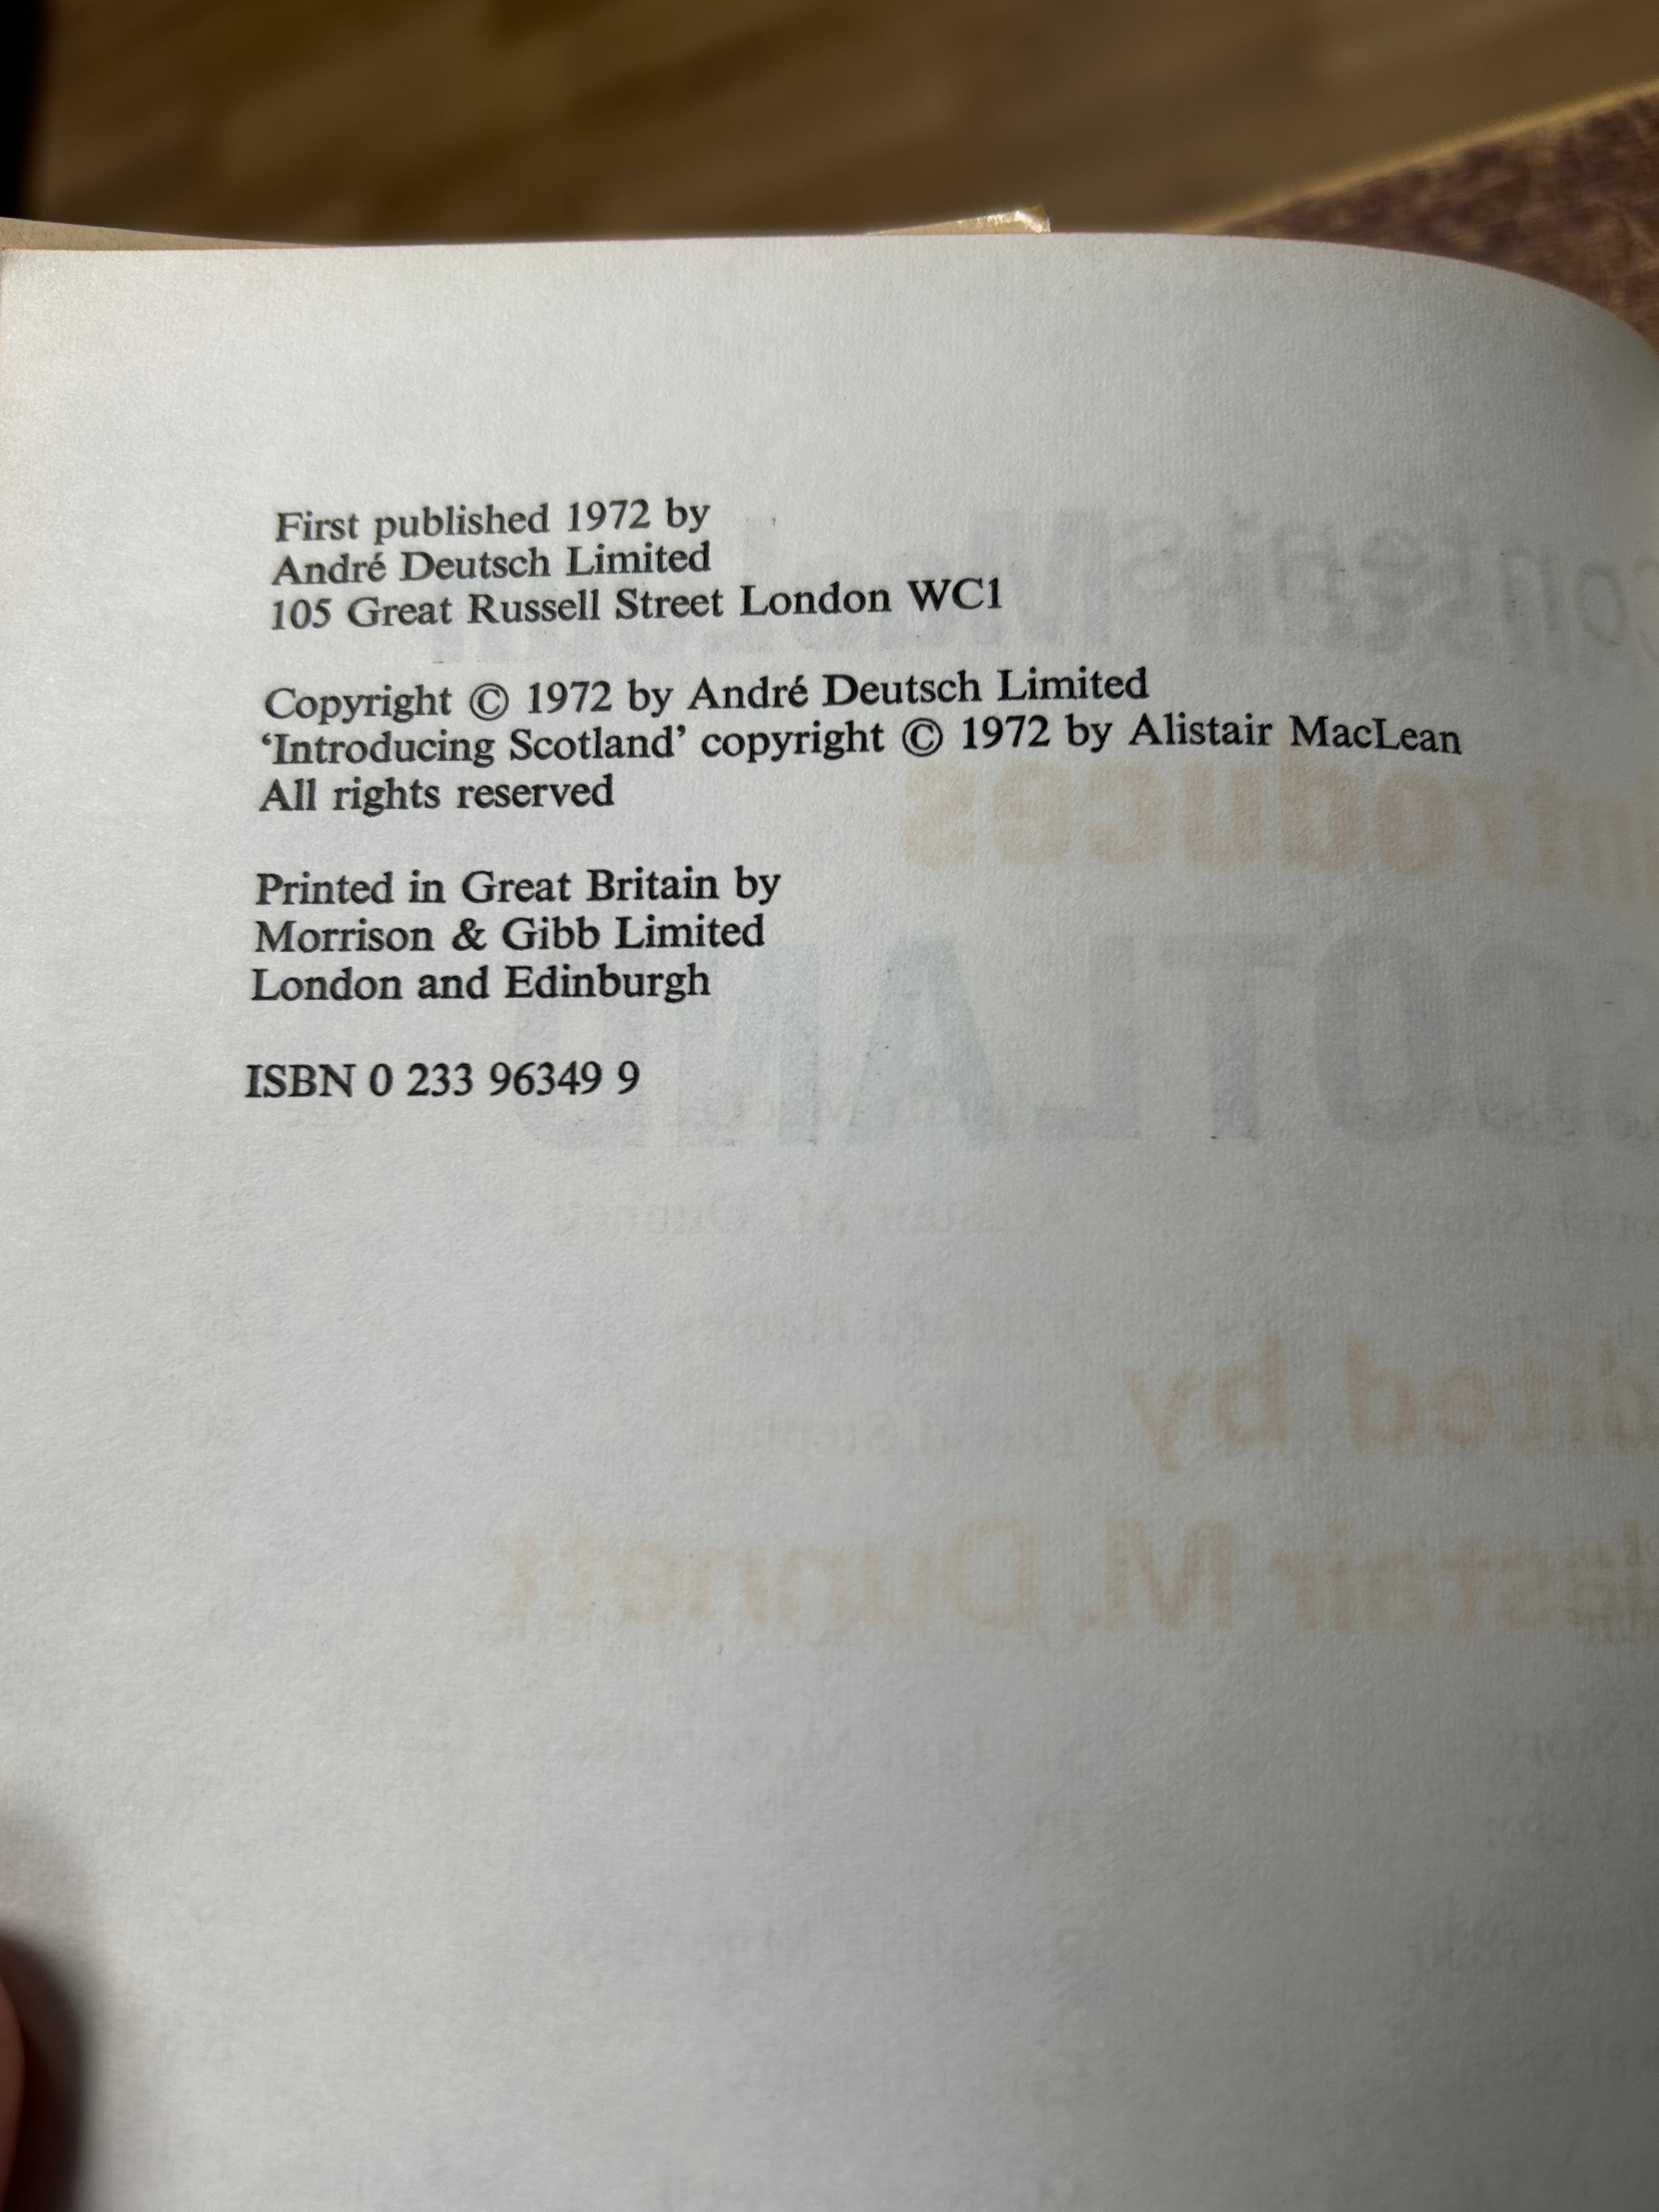 First published 1972 by
André Deutsch Limited
105 Great Russell Street London WC1
Copyright © 1972 by André Deutsch Limited
‘Introducing Scotland’ copyright © 1972 by Alistair MacLean
All rights reserved
Printed in Great Britain by
Morrison & Gibb Limited
London and Edinburgh
ISBN 0 233 96349 9